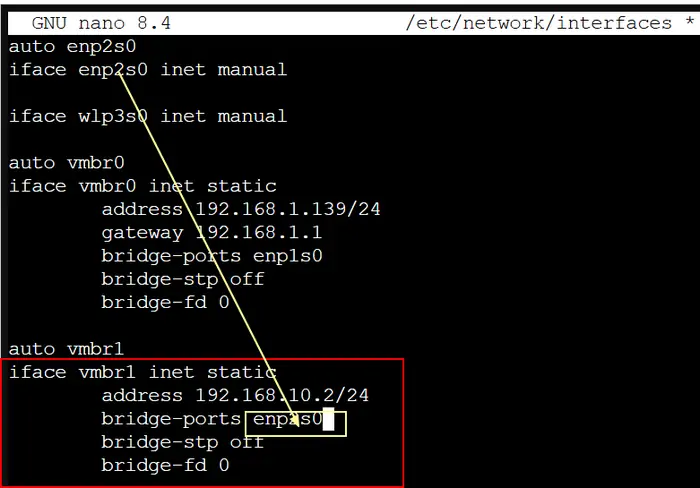 GNU nano 8.4 /etc/network/interfaces *
auto enp2s0
iface enp2s0 inet manual
iface wlp3s0 inet manual
auto vmbr0
iface vmbr0 inet static
address 192.168.1.139/24
gateway 192.168.1.1
bridge-ports enp1s0
bridge-stp off
bridge-fd 0
auto vmbr1
iface vmbr1 inet static
address 192.168.10.2/24
bridge-ports enp2s0
bridge-stp off
bridge-fd 0